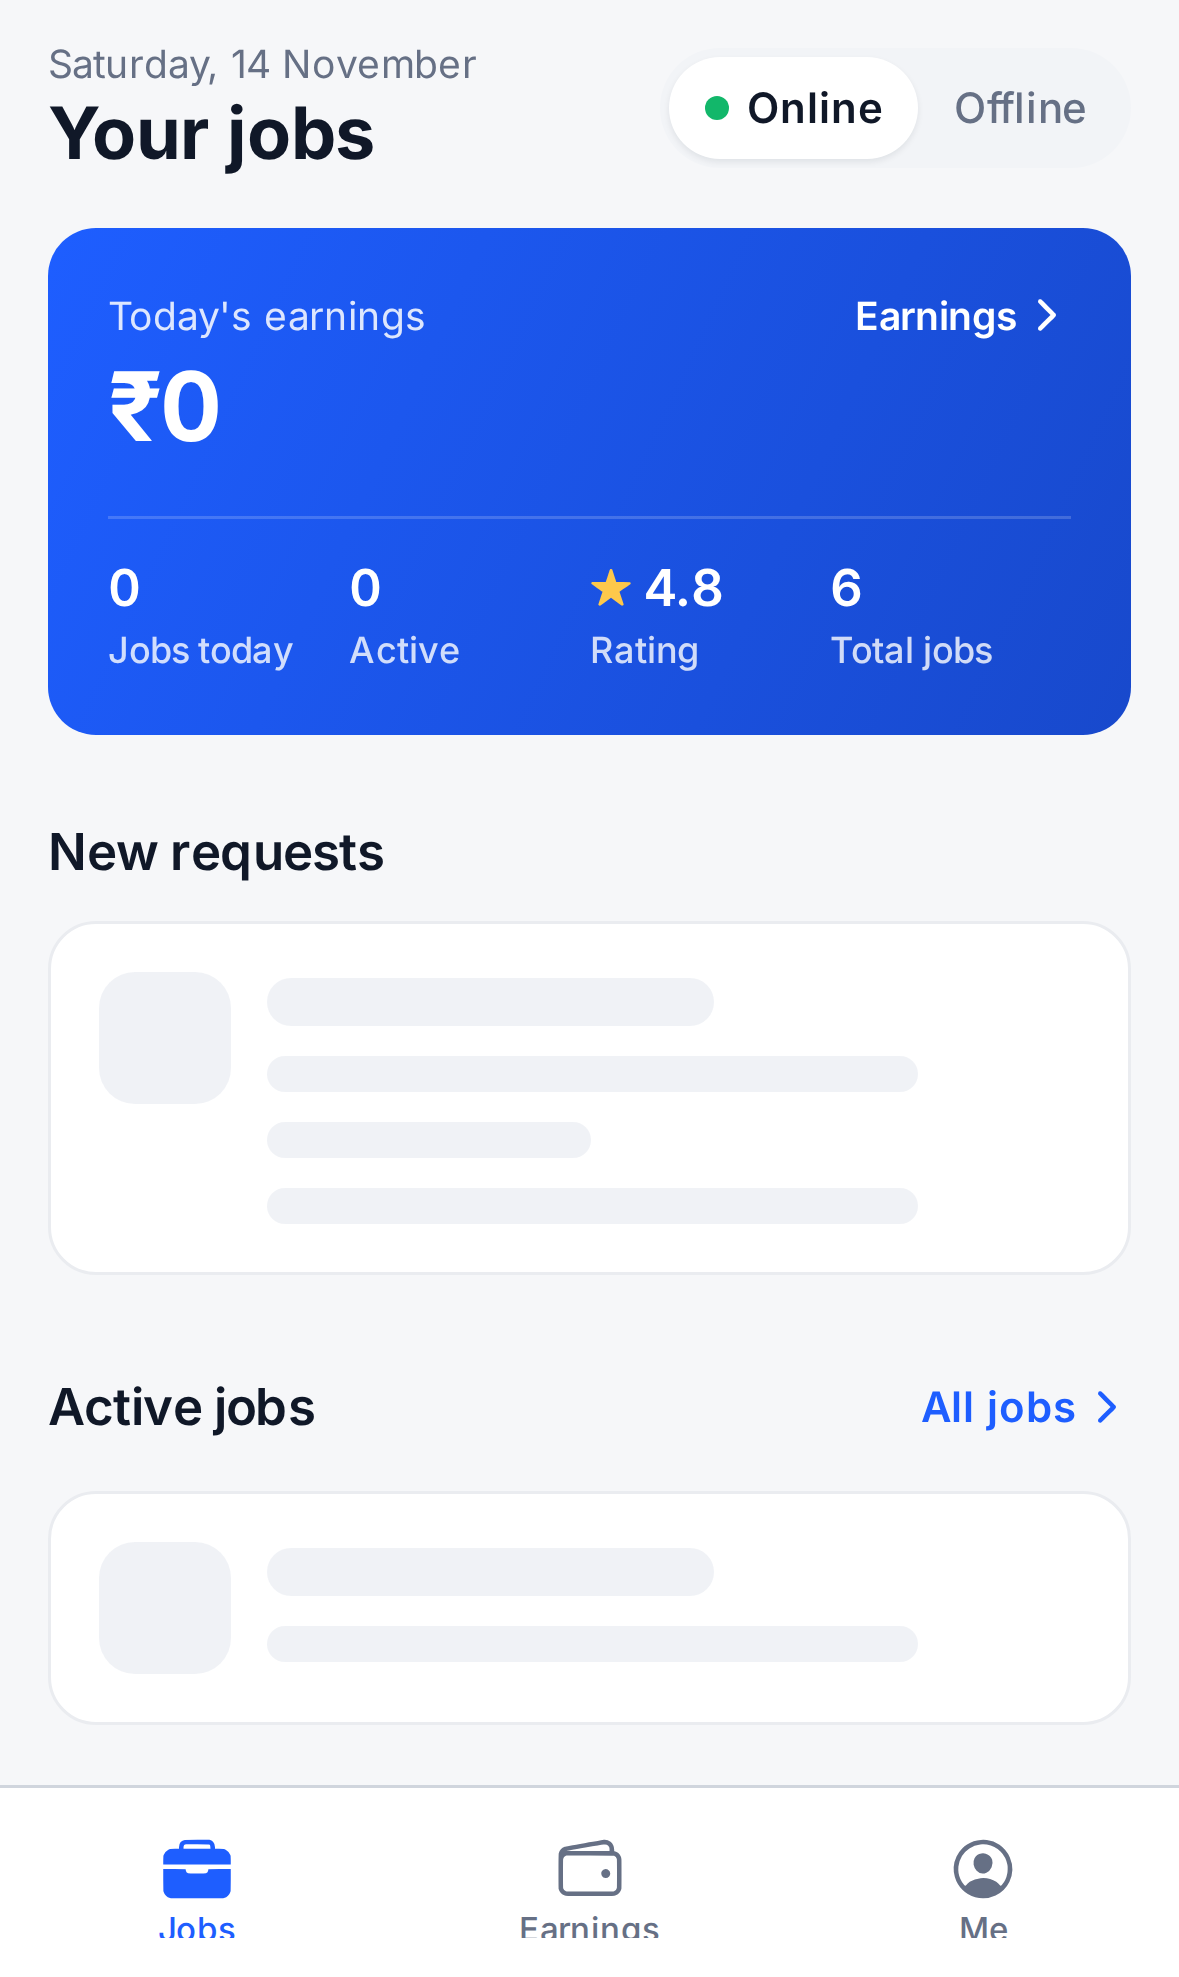 Saturday, 14 November
Your jobs
Online
Offline
Today's earnings
Earnings
₹0
0
0
4.8
6
Jobs today
Active
Rating
Total jobs
New requests
Active jobs
All jobs
Jobs
Earnings
Me